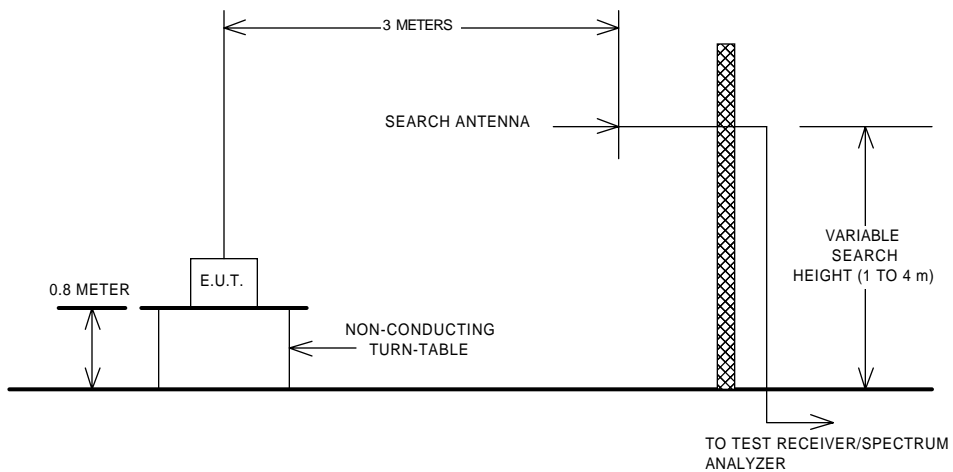 3 METERS
SEARCH ANTENNA
VARIABLE
SEARCH
HEIGHT (1 TO 4 m)
0.8 METER
E.U.T.
NON-CONDUCTING
TURN-TABLE
TO TEST RECEIVER/SPECTRUM
ANALYZER